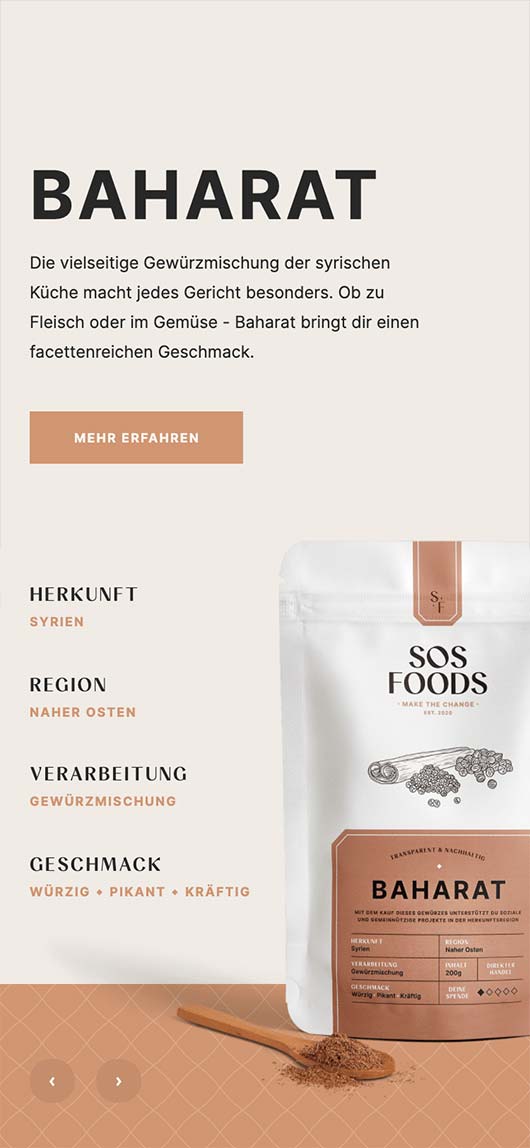 BAHARAT
Die vielseitige Gewürzmischung der syrischen
Küche macht jedes Gericht besonders. Ob zu
Fleisch oder im Gemüse - Baharat bringt dir einen
facettenreichen Geschmack.
MEHR ERFAHREN
HERKUNFT
SYRIEN
REGION
NAHER OSTEN
VERARBEITUNG
GEWÜRZMISCHUNG
GESCHMACK
WÜRZIG ⬥ PIKANT ⬥ KRÄFTIG
‹ ›
S.F
SOS
FOODS
· MAKE THE CHANGE ·
EST. 2020
TRANSPARENT & NACHHALTIG
BAHARAT
MIT DEM KAUF DIESES GEWÜRZES UNTERSTÜTZT DU SOZIALE
UND GEMEINNÜTZIGE PROJEKTE IN DER HERKUNFTSREGION
HERKUNFT
Syrien
REGION
Naher Osten
VERARBEITUNG
Gewürzmischung
INHALT
200g
DIREKTER
HANDEL
GESCHMACK
Würzig · Pikant · Kräftig
DEINE
SPENDE